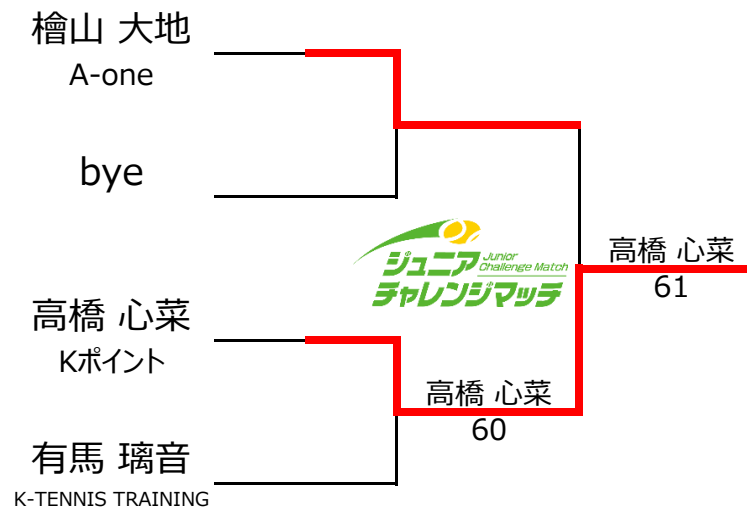 檜山 大地
A-one
bye
ジュニア Junior
Challenge Match
チャレンジマッチ
高橋 心菜
61
高橋 心菜
Kポイント
高橋 心菜
60
有馬 璃音
K-TENNIS TRAINING